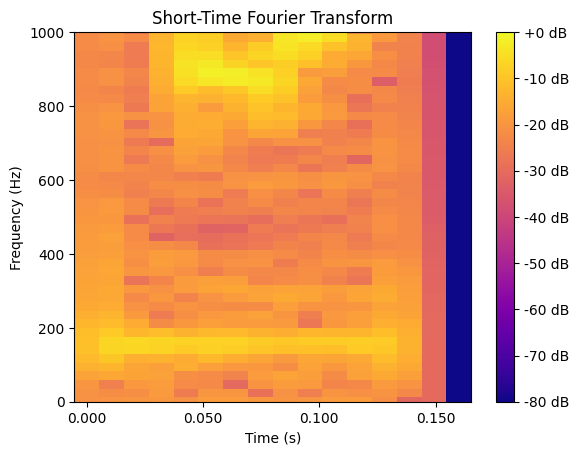 Short-Time Fourier Transform
1000
800
600
400
200
0
Frequency (Hz)
0.000
0.050
0.100
0.150
Time (s)
+0 dB
-10 dB
-20 dB
-30 dB
-40 dB
-50 dB
-60 dB
-70 dB
-80 dB